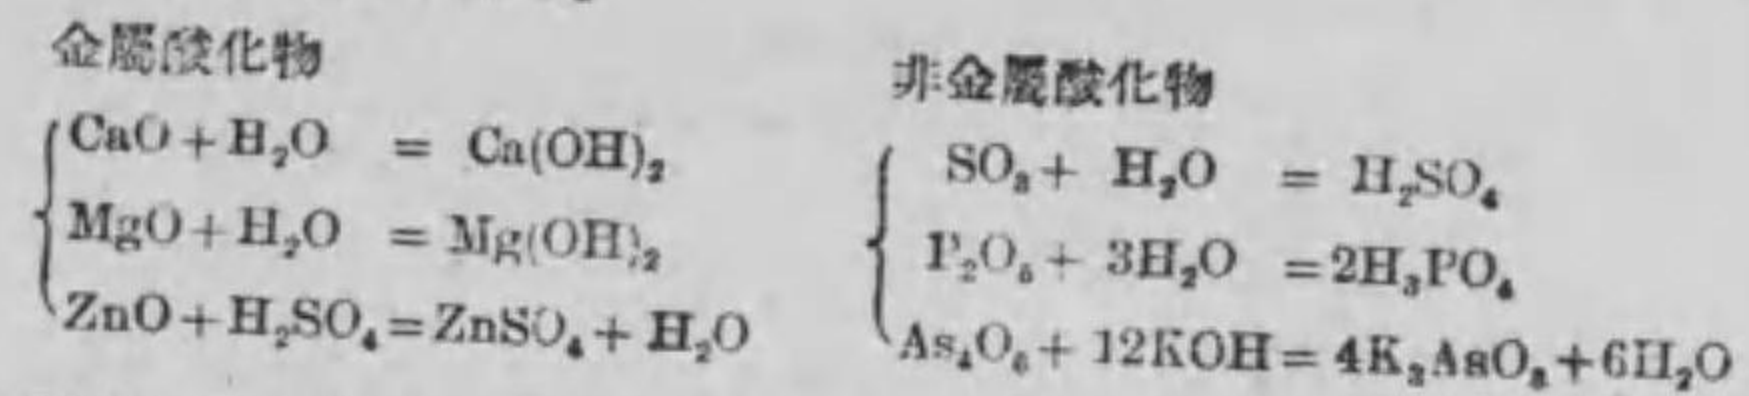 金屬酸化物
CaO + H₂O = Ca(OH)₂
MgO + H₂O = Mg(OH)₂
ZnO + H₂SO₄ = ZnSO₄ + H₂O
非金屬酸化物
SO₃ + H₂O = H₂SO₄
P₂O₅ + 3H₂O = 2H₃PO₄
As₄O₆ + 12KOH = 4K₃AsO₃ + 6H₂O